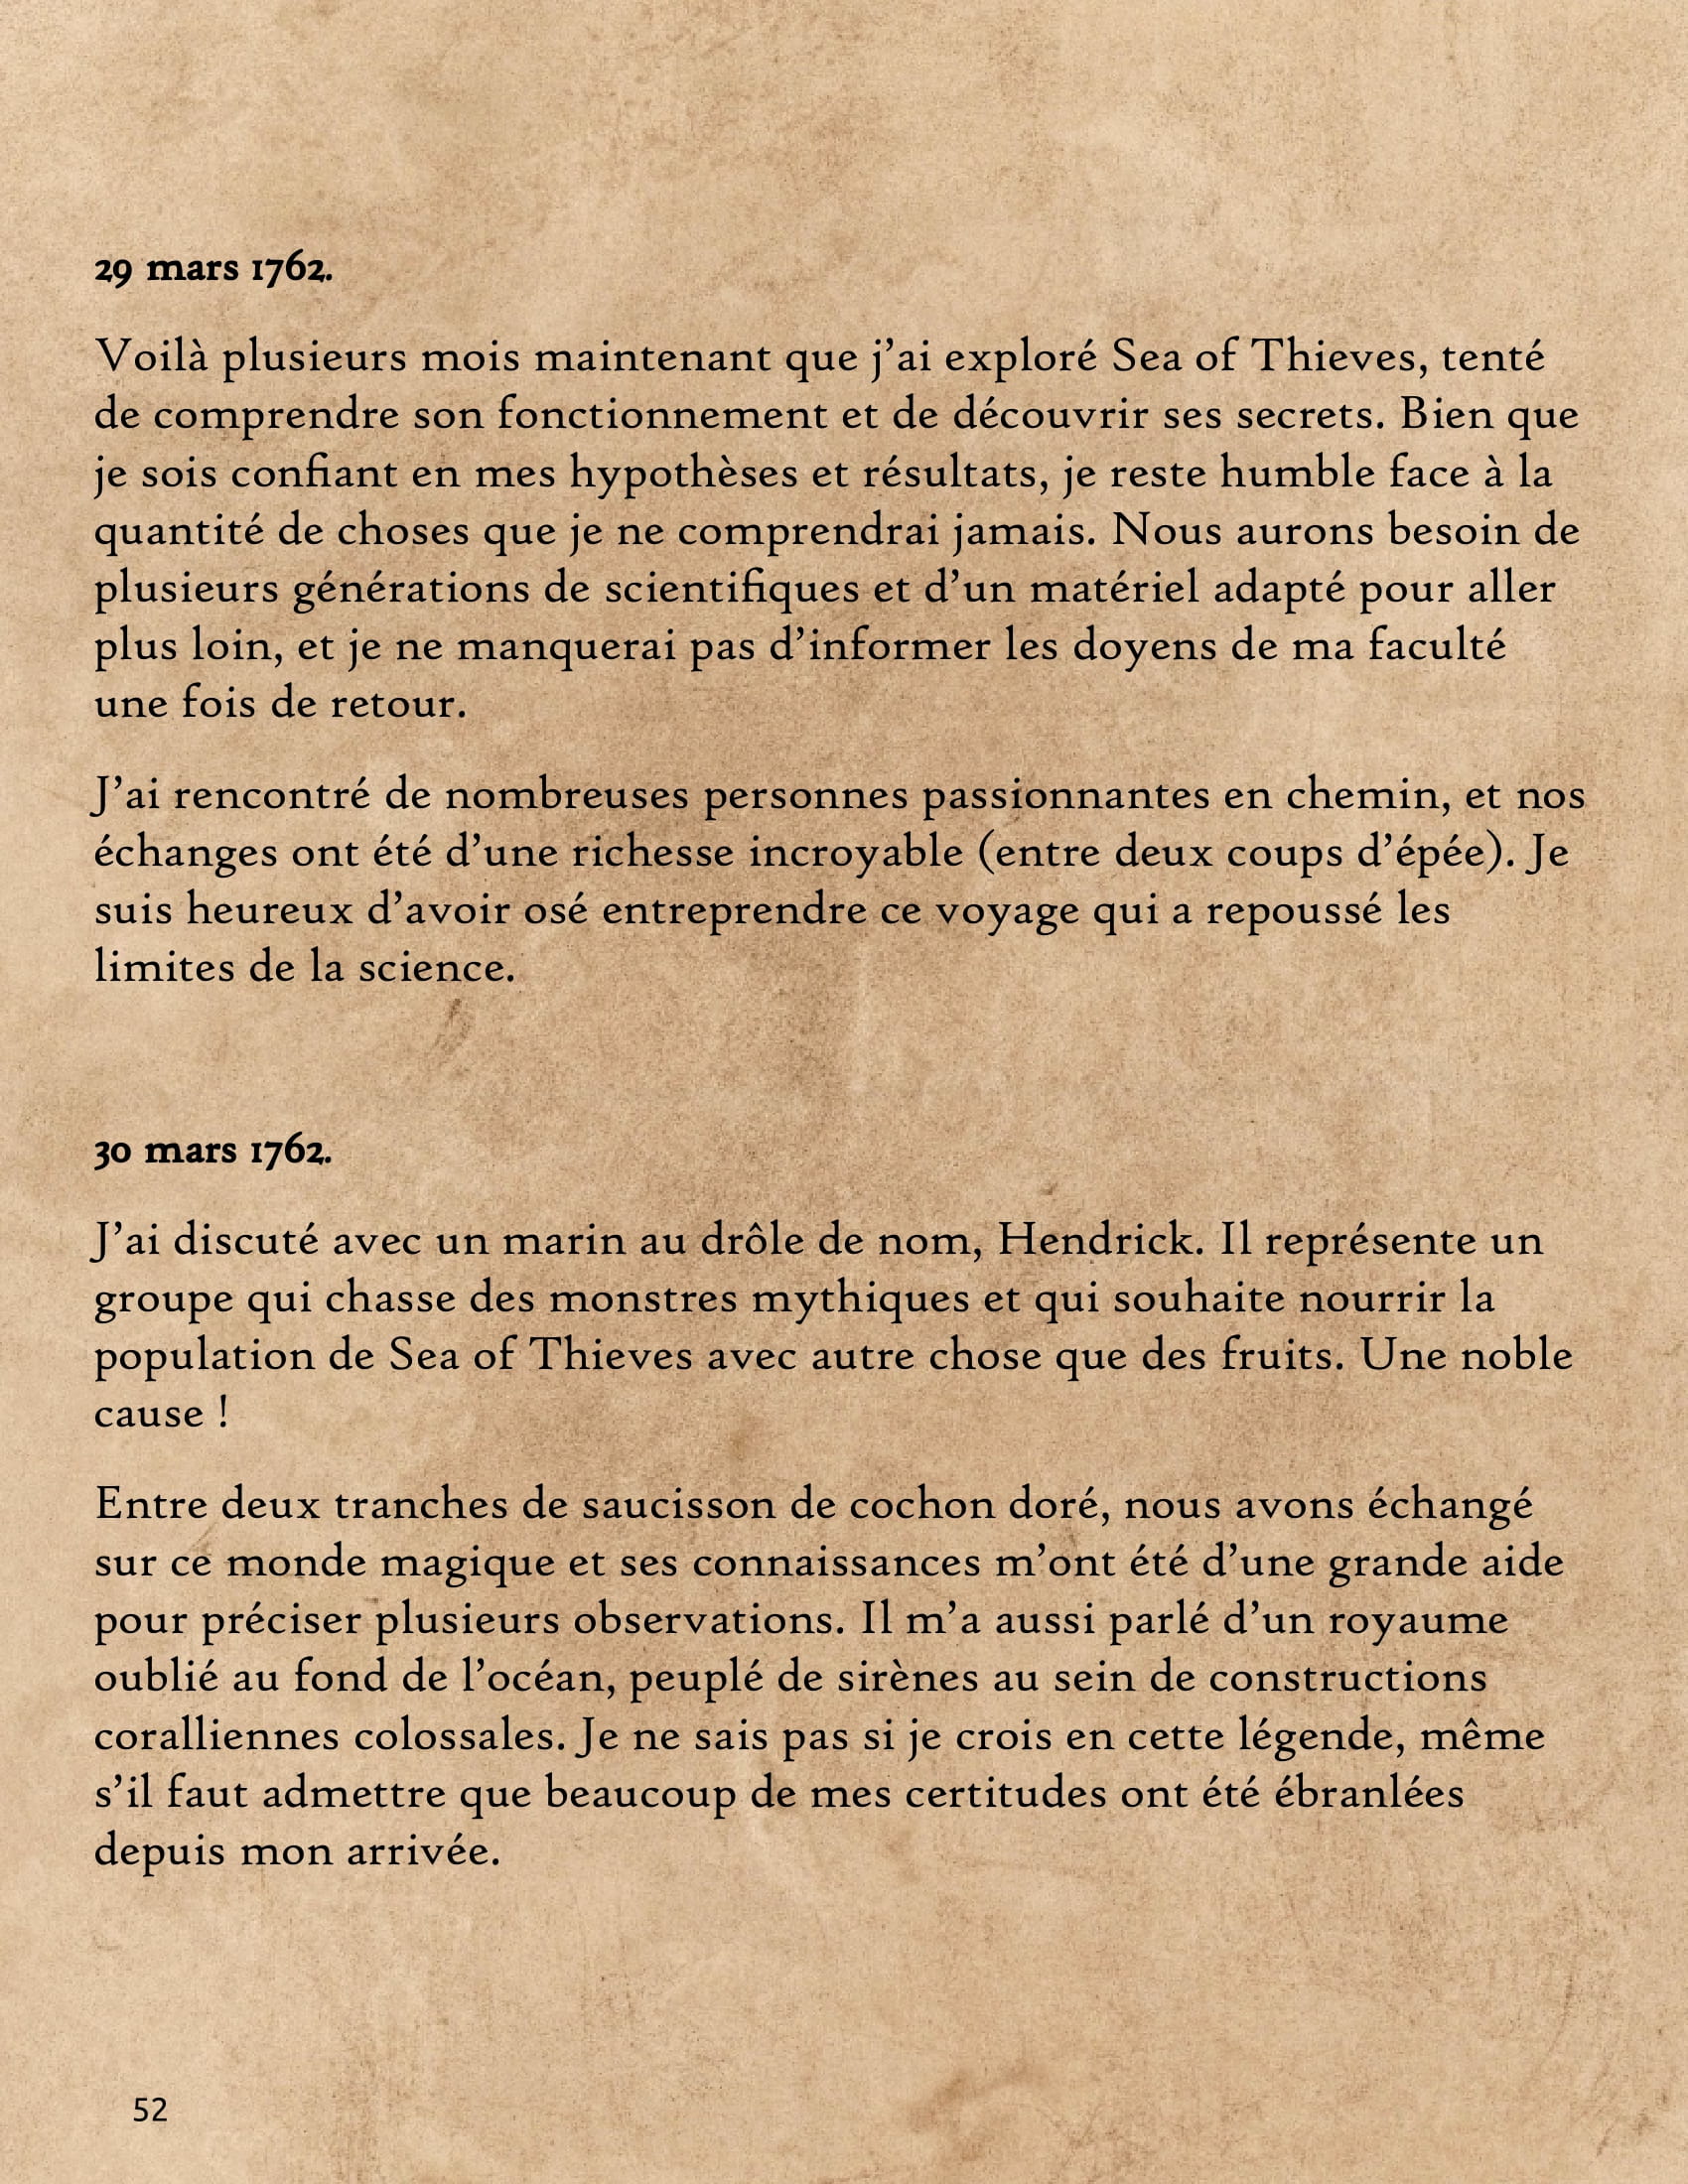 29 mars 1762.
Voilà plusieurs mois maintenant que j’ai exploré Sea of Thieves, tenté
de comprendre son fonctionnement et de découvrir ses secrets. Bien que
je sois confiant en mes hypothèses et résultats, je reste humble face à la
quantité de choses que je ne comprendrai jamais. Nous aurons besoin de
plusieurs générations de scientifiques et d’un matériel adapté pour aller
plus loin, et je ne manquerai pas d’informer les doyens de ma faculté
une fois de retour.
J’ai rencontré de nombreuses personnes passionnantes en chemin, et nos
échanges ont été d’une richesse incroyable (entre deux coups d’épée). Je
suis heureux d’avoir osé entreprendre ce voyage qui a repoussé les
limites de la science.
30 mars 1762.
J’ai discuté avec un marin au drôle de nom, Hendrick. Il représente un
groupe qui chasse des monstres mythiques et qui souhaite nourrir la
population de Sea of Thieves avec autre chose que des fruits. Une noble
cause !
Entre deux tranches de saucisson de cochon doré, nous avons échangé
sur ce monde magique et ses connaissances m’ont été d’une grande aide
pour préciser plusieurs observations. Il m’a aussi parlé d’un royaume
oublié au fond de l’océan, peuplé de sirènes au sein de constructions
coralliennes colossales. Je ne sais pas si je crois en cette légende, même
s’il faut admettre que beaucoup de mes certitudes ont été ébranlées
depuis mon arrivée.
52